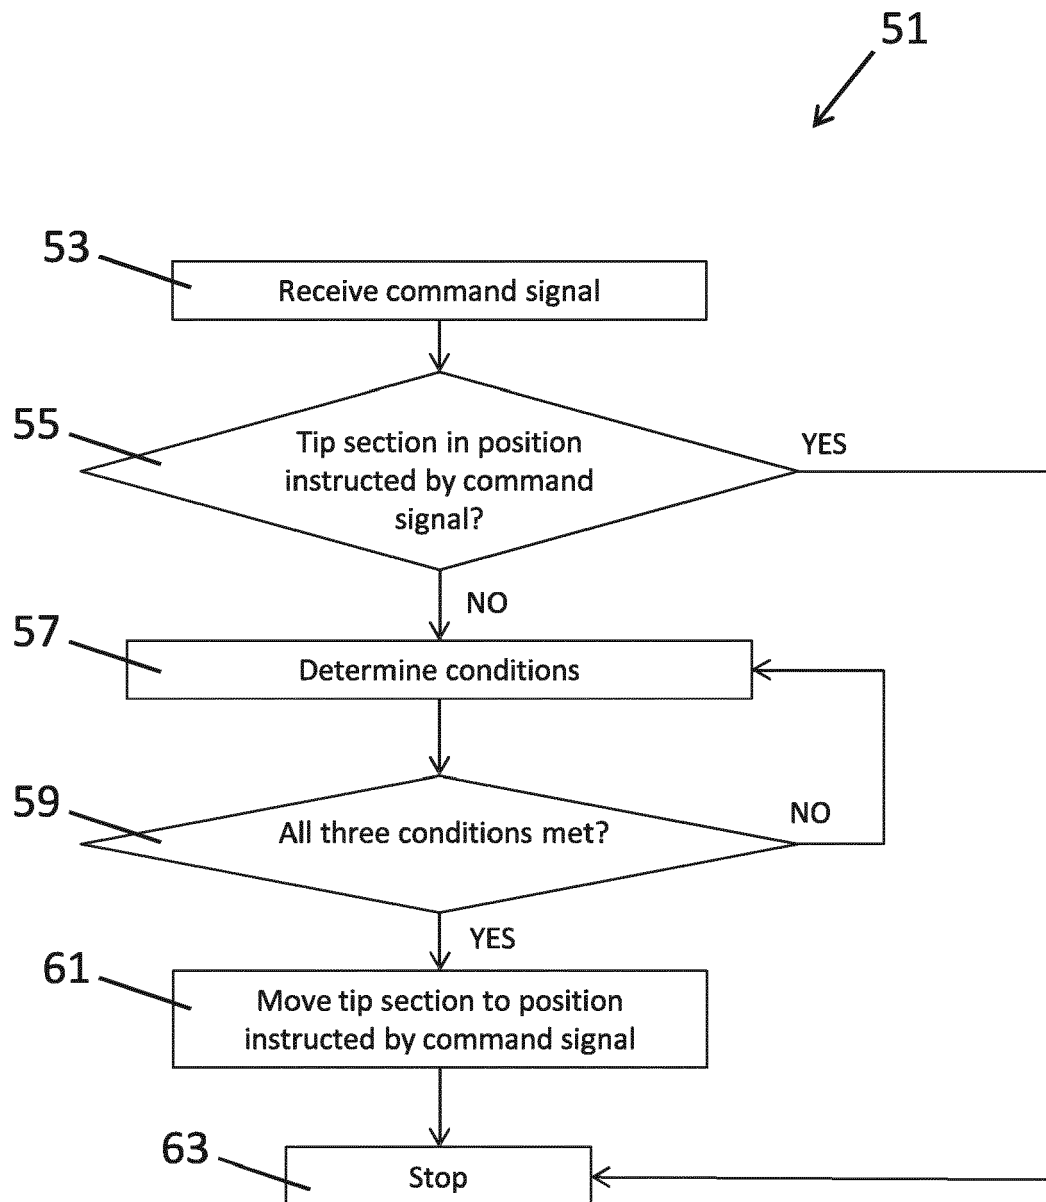 51
53
Receive command signal
55
Tip section in position
instructed by command
signal?
YES
NO
57
Determine conditions
59
All three conditions met?
NO
YES
61
Move tip section to position
instructed by command signal
63
Stop